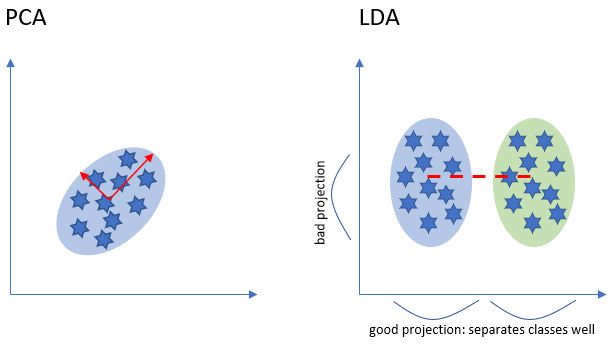 PCA
LDA
bad projection
good projection: separates classes well